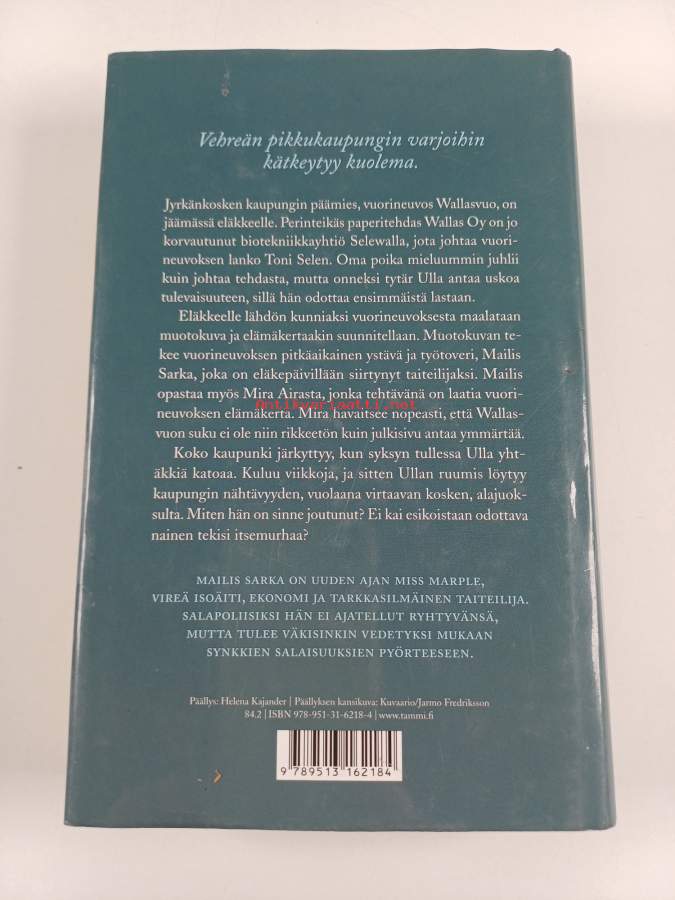 Vehreän pikkukaupungin varjoihin
kätkeytyy kuolema.
Jyrkänkosken kaupungin päämies, vuorineuvos Wallasvuo, on
jäämässä eläkkeelle. Perinteikäs paperitehdas Wallas Oy on jo
korvautunut biotekniikkayhtiö Selewalla, jota johtaa vuori-
neuvoksen lanko Toni Selen. Oma poika mieluummin juhlii
kuin johtaa tehdasta, mutta onneksi tytär Ulla antaa uskoa
tulevaisuuteen, sillä hän odottaa ensimmäistä lastaan.
Eläkkeelle lähdön kunniaksi vuorineuvoksesta maalataan
muotokuva ja elämäkertaakin suunnitellaan. Muotokuvan te-
kee vuorineuvoksen pitkäaikainen ystävä ja työtoveri, Mailis
Sarka, joka on eläkepäivillään siirtynyt taiteilijaksi. Mailis
opastaa myös Mira Airasta, jonka tehtävänä on laatia vuori-
Antikvariaatti.net
neuvoksen elämäkerta. Mira havaitsee nopeasti, että Wallas-
vuon suku ei ole niin rikkeetön kuin julkisivu antaa ymmärtää.
Koko kaupunki järkyttyy, kun syksyn tullessa Ulla yht-
äkkiä katoaa. Kuluu viikkoja, ja sitten Ullan ruumis löytyy
kaupungin nähtävyyden, vuolaana virtaavan kosken, alajuok-
sulta. Miten hän on sinne joutunut? Ei kai esikoistaan odottava
nainen tekisi itsemurhaa?
MAILIS SARKA ON UUDEN AJAN MISS MARPLE,
VIREÄ ISOÄITI, EKONOMI JA TARKKASILMÄINEN TAITEILIJA.
SALAPOLIISIKSI HÄN EI AJATELLUT RYHTYVÄNSÄ,
MUTTA TULEE VÄKISINKIN VEDETYKSI MUKAAN
SYNKKIEN SALAISUUKSIEN PYÖRTEESEEN.
Päällys: Helena Kajander | Päällyksen kansikuva: Kuvaario/Jarmo Fredriksson
84.2 | ISBN 978-951-31-6218-4 | www.tammi.fi
9 789513 162184